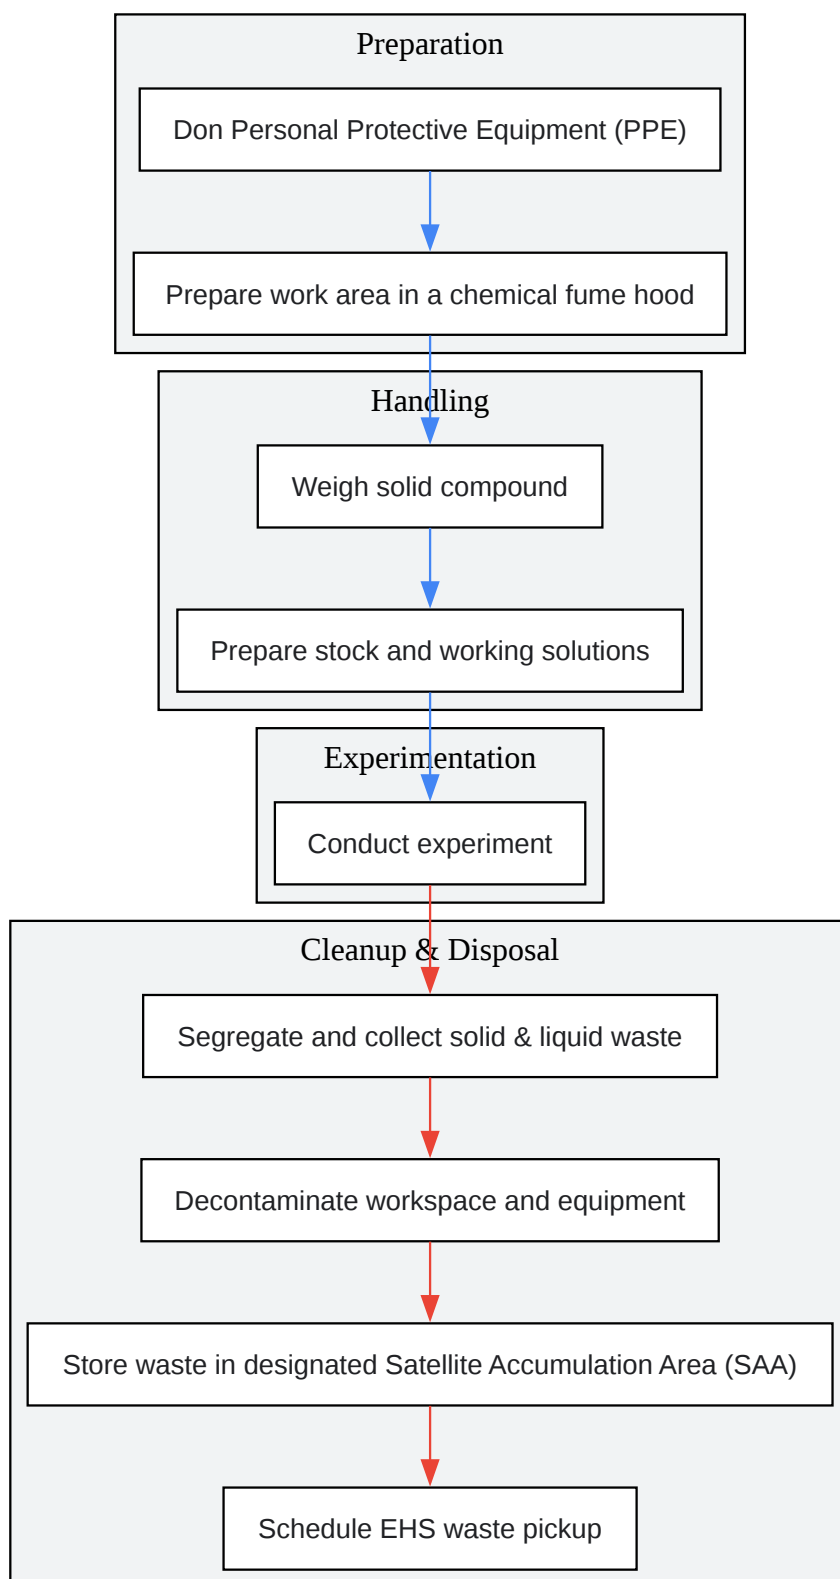 Preparation
Don Personal Protective Equipment (PPE)
Prepare work area in a chemical fume hood
Handling
Weigh solid compound
Prepare stock and working solutions
Experimentation
Conduct experiment
Cleanup & Disposal
Segregate and collect solid & liquid waste
Decontaminate workspace and equipment
Store waste in designated Satellite Accumulation Area (SAA)
Schedule EHS waste pickup